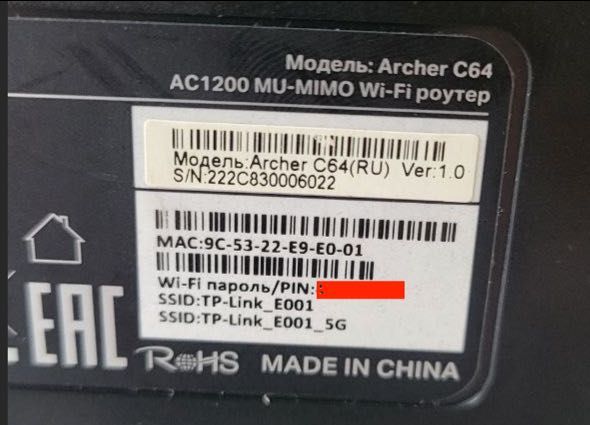 Модель: Archer C64
AC1200 MU-MIMO Wi-Fi роутер
Модель:Archer C64(RU) Ver:1.0
S/N:222C830006022
MAC:9C-53-22-E9-E0-01
Wi-Fi пароль/PIN:
SSID:TP-Link_E001
SSID:TP-Link_E001_5G
EAC
RoHS MADE IN CHINA